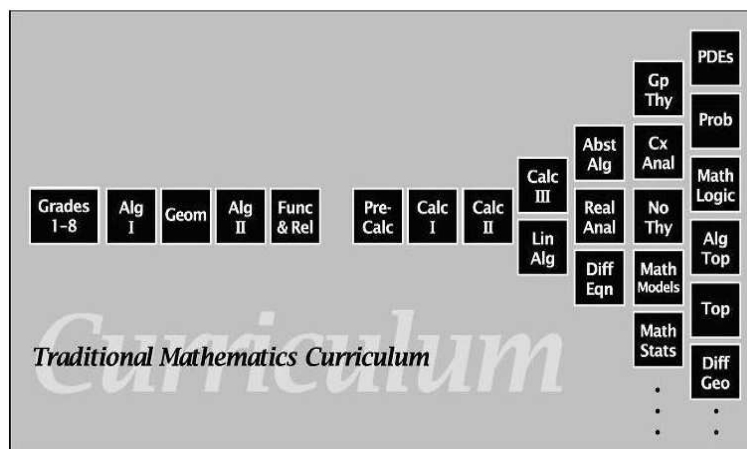 Grades
1–8
Alg
I
Geom
Alg
II
Func
& Rel
Pre-
Calc
Calc
I
Calc
II
Calc
III
Lin
Alg
Abst
Alg
Real
Anal
Diff
Eqn
Gp
Thy
Cx
Anal
No
Thy
Math
Models
Math
Stats
PDEs
Prob
Math
Logic
Alg
Top
Top
Diff
Geo
Curriculum
Traditional Mathematics Curriculum